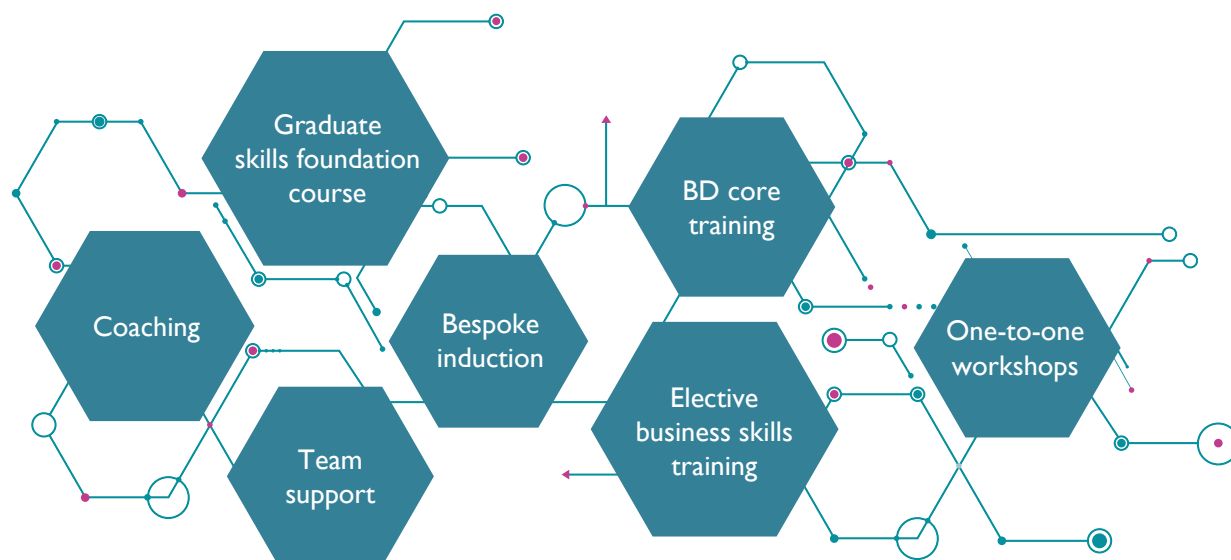 Graduate
skills foundation
course
BD core
training
Coaching
Bespoke
induction
One-to-one
workshops
Elective
business skills
training
Team
support